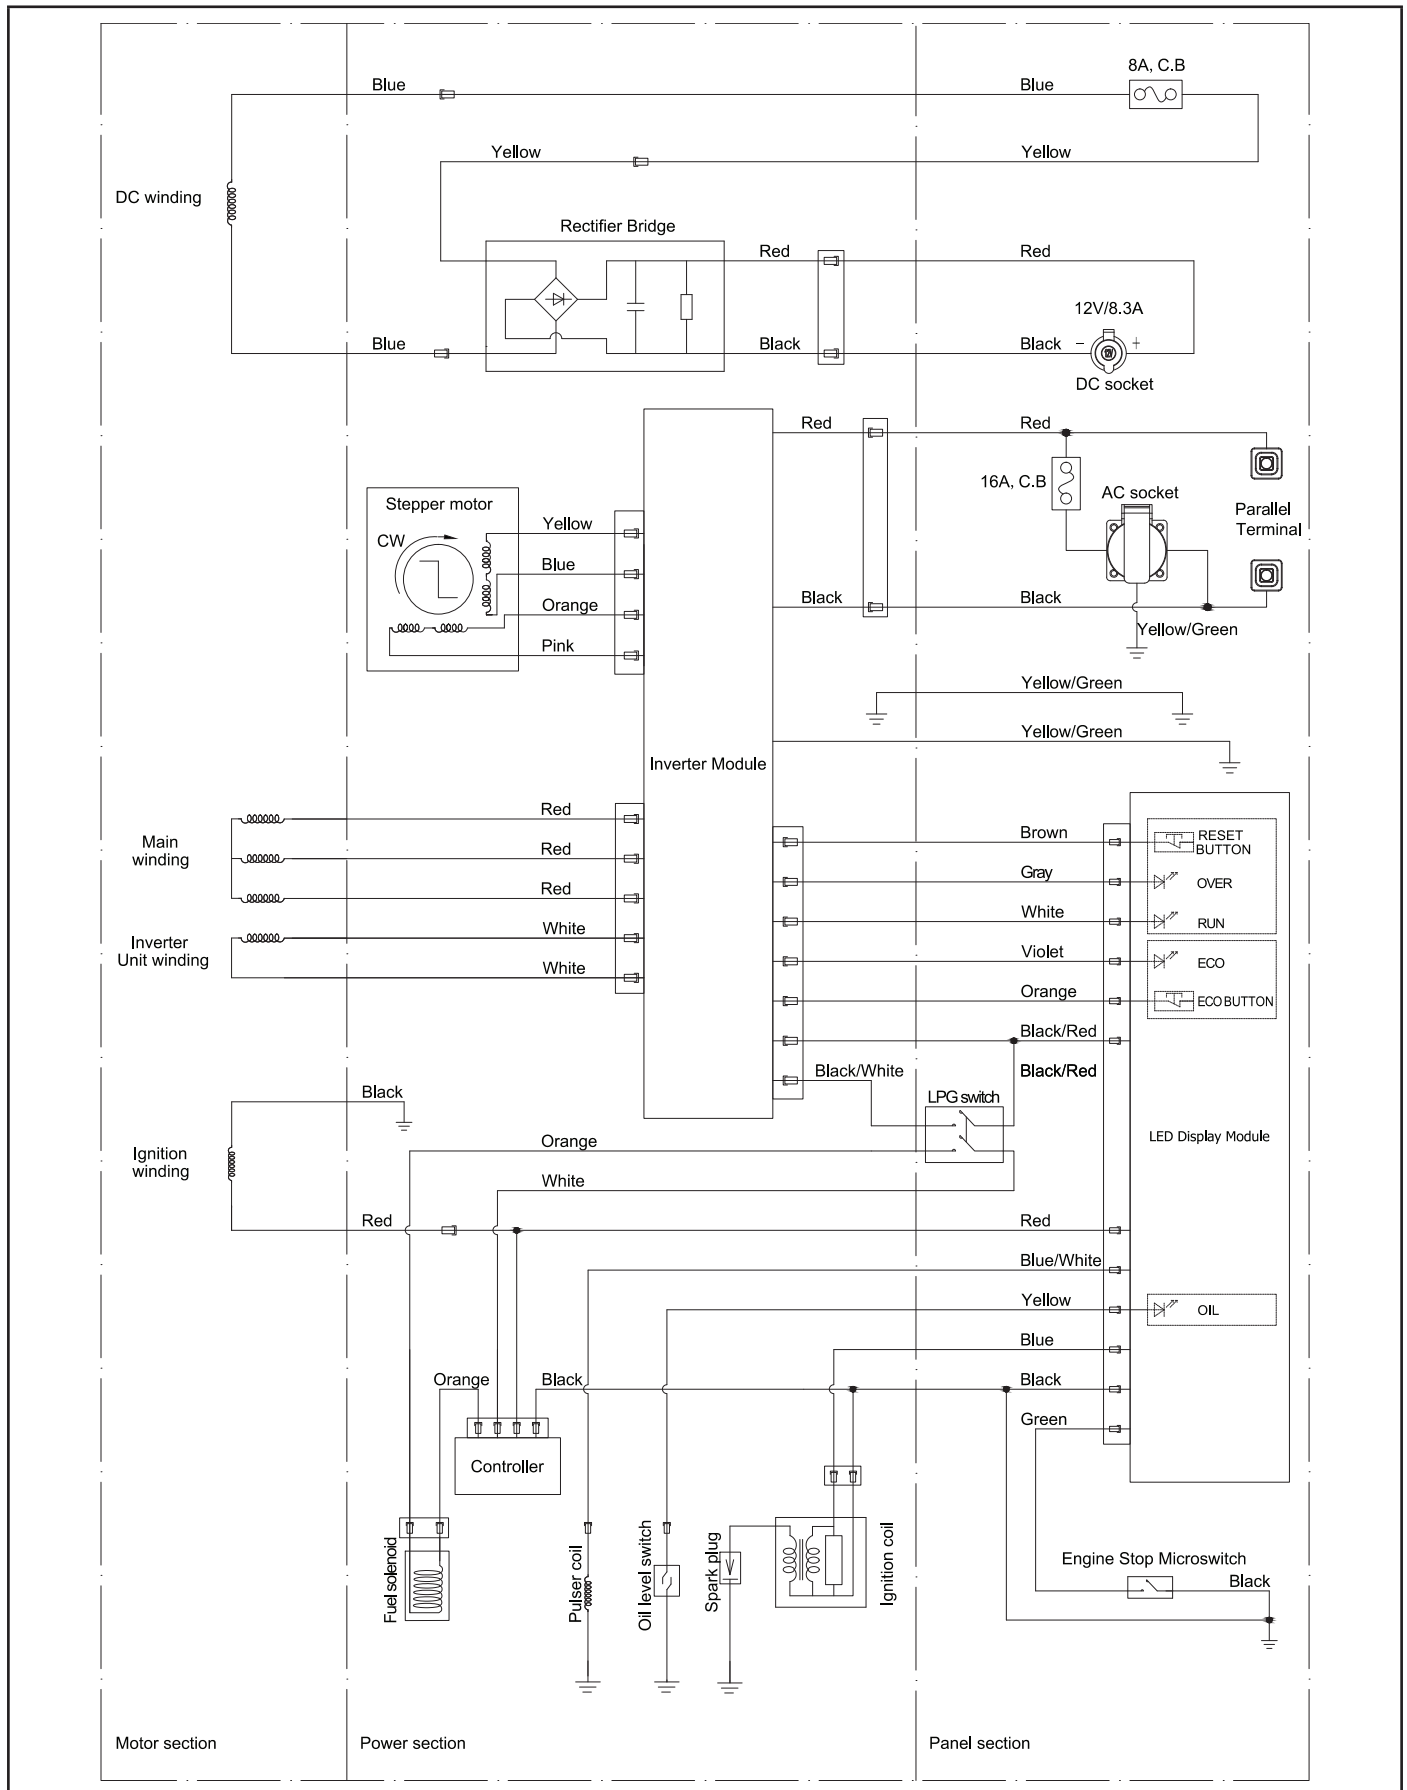 8A, C.B
Blue
Blue
Yellow
Yellow
DC winding
Rectifier Bridge
Red
Red
12V/8.3A
Blue
Black
Black
-
+
DC socket
Red
Red
Stepper motor
CW
16A, C.B
AC socket
Parallel
Terminal
Yellow
Blue
Orange
Pink
Black
Black
Yellow/Green
Yellow/Green
Yellow/Green
Inverter Module
Main
winding
Red
Red
Red
Inverter
Unit winding
White
White
Brown
RESET
BUTTON
Gray
OVER
White
RUN
Violet
ECO
Orange
ECO BUTTON
Black/Red
Black/White
Black/Red
LPG switch
LED Display Module
Black
Ignition
winding
Orange
White
Red
Red
Blue/White
Yellow
OIL
Blue
Orange
Black
Black
Green
Controller
Fuel solenoid
Pulser coil
Oil level switch
Spark plug
Ignition coil
Engine Stop Microswitch
Black
Motor section
Power section
Panel section